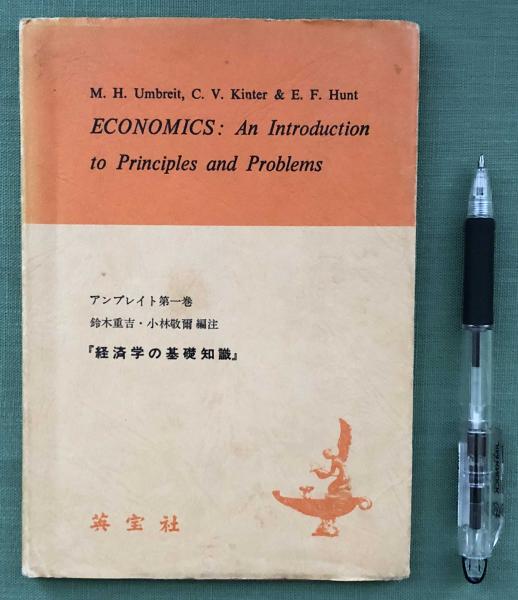 M. H. Umbreit, C. V. Kinter & E. F. Hunt
ECONOMICS: An Introduction
to Principles and Problems
アンブレイト第一巻
鈴木重吉・小林敬爾 編注
『経済学の基礎知識』
英宝社